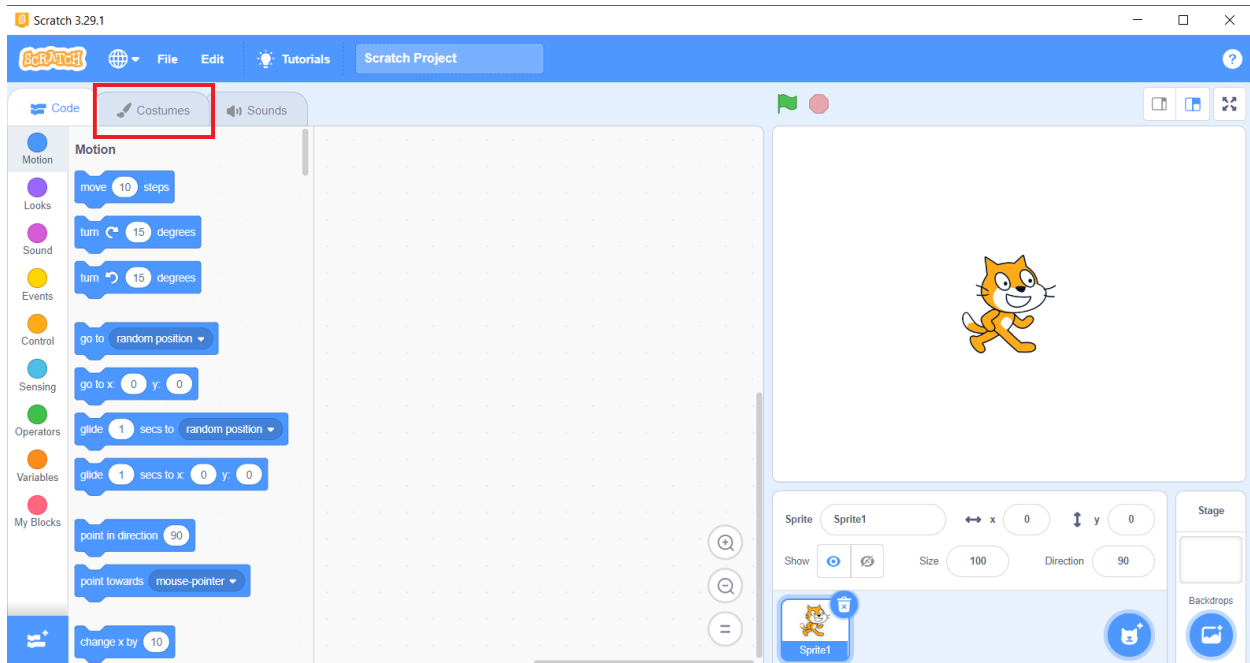 Scratch 3.29.1
SCRATCH File Edit Tutorials Scratch Project ?
Code Costumes Sounds
Motion
Looks
Sound
Events
Control
Sensing
Operators
Variables
My Blocks
Motion
move 10 steps
turn 15 degrees
turn 15 degrees
go to random position
go to x: 0 y: 0
glide 1 secs to random position
glide 1 secs to x: 0 y: 0
point in direction 90
point towards mouse-pointer
change x by 10
Sprite Sprite1 x 0 y 0
Show Size 100 Direction 90
Sprite1
Stage
Backdrops